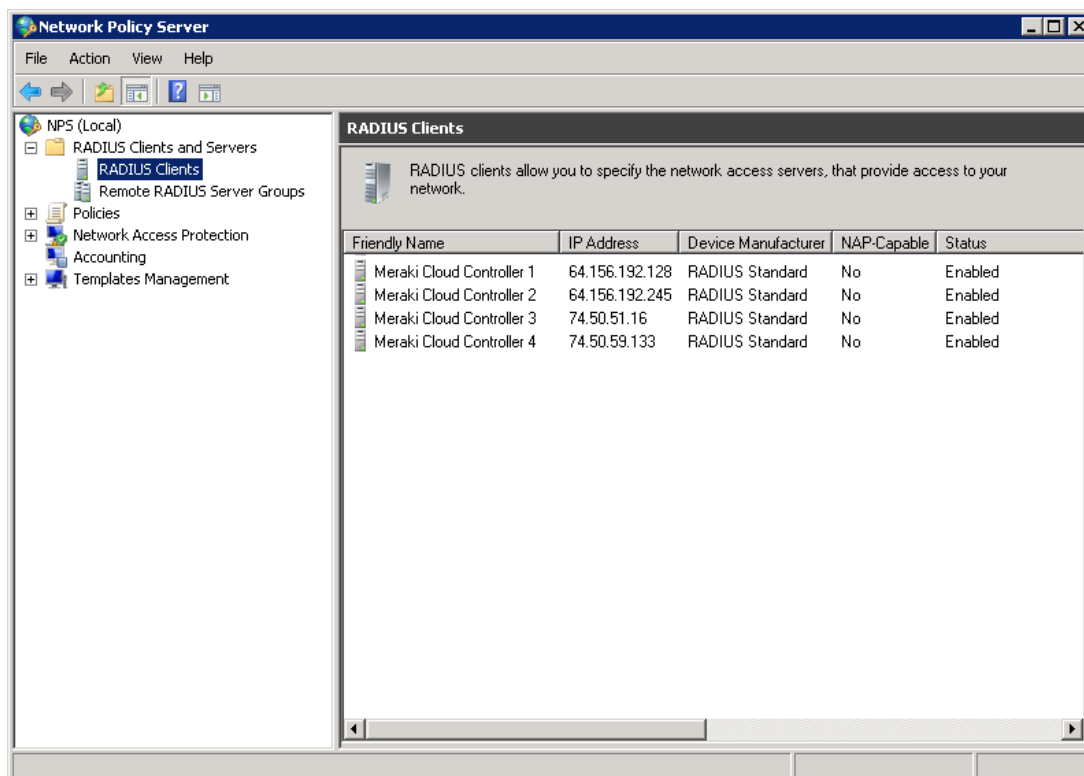 Network Policy Server
File Action View Help
NPS (Local)
RADIUS Clients and Servers
RADIUS Clients
Remote RADIUS Server Groups
Policies
Network Access Protection
Accounting
Templates Management
RADIUS Clients
RADIUS clients allow you to specify the network access servers, that provide access to your
network.
Friendly Name IP Address Device Manufacturer NAP-Capable Status
Meraki Cloud Controller 1 64.156.192.128 RADIUS Standard No Enabled
Meraki Cloud Controller 2 64.156.192.245 RADIUS Standard No Enabled
Meraki Cloud Controller 3 74.50.51.16 RADIUS Standard No Enabled
Meraki Cloud Controller 4 74.50.59.133 RADIUS Standard No Enabled